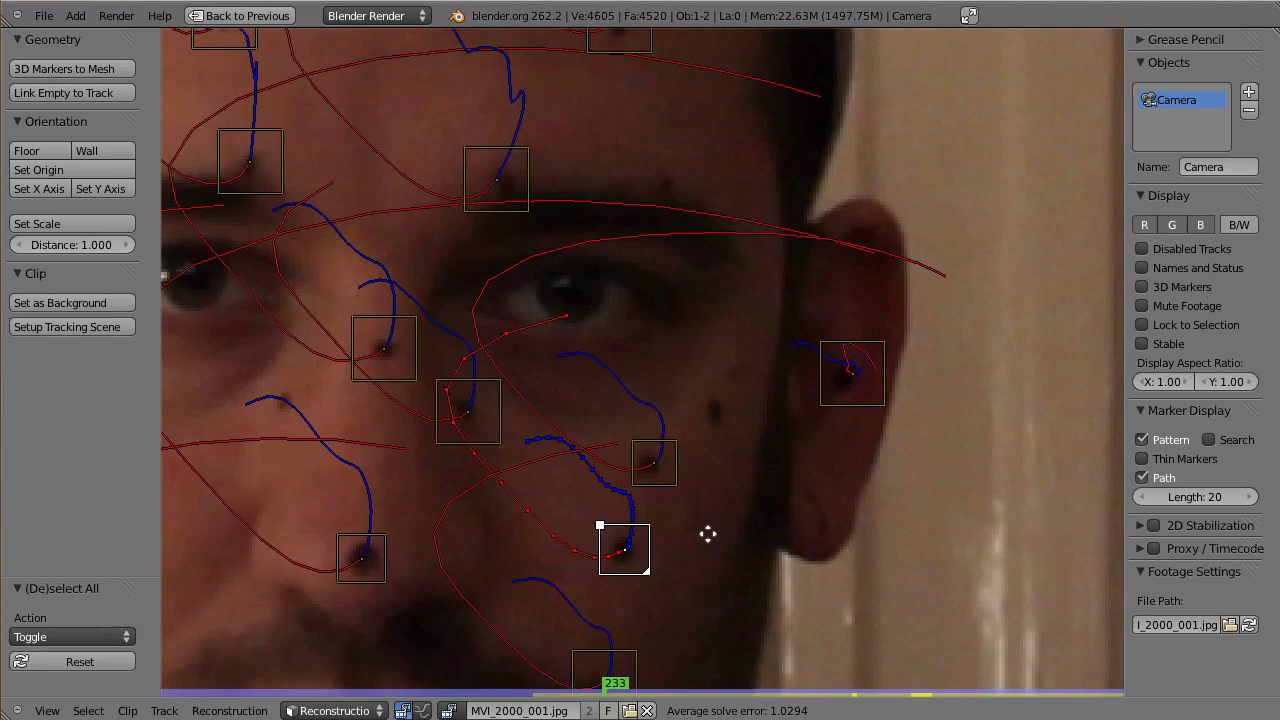 File Add Render Help Back to Previous Blender Render blender.org 262.2 | Ve:4605 | Fa:4520 | Ob:1-2 | La:0 | Mem:22.63M (1497.75M) | Camera
Geometry
3D Markers to Mesh
Link Empty to Track
Orientation
Floor Wall
Set Origin
Set X Axis Set Y Axis
Set Scale
Distance: 1.000
Clip
Set as Background
Setup Tracking Scene
(De)select All
Action
Toggle
Reset
233
Grease Pencil
Objects
Camera
Name: Camera
Display
R G B B/W
Disabled Tracks
Names and Status
3D Markers
Mute Footage
Lock to Selection
Stable
Display Aspect Ratio:
X: 1.00 Y: 1.00
Marker Display
Pattern Search
Thin Markers
Path
Length: 20
2D Stabilization
Proxy / Timecode
Footage Settings
File Path:
I_2000_001.jpg
View Select Clip Track Reconstruction Reconstructio MVI_2000_001.jpg 2 F Average solve error: 1.0294